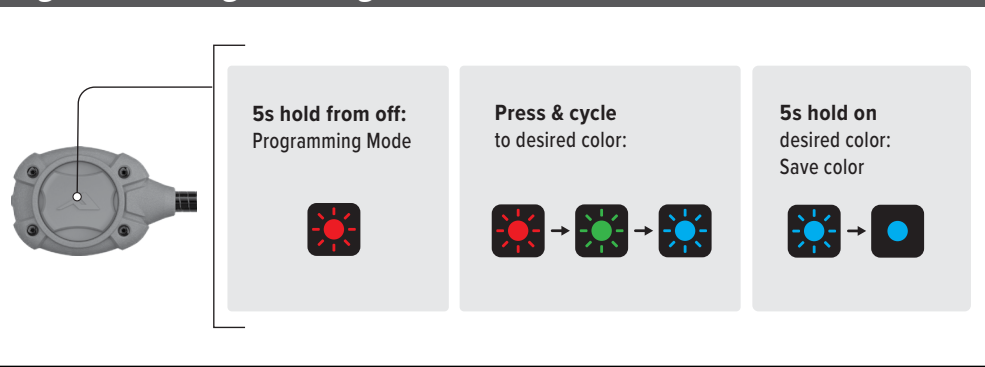 5s hold from off:
Programming Mode
Press & cycle
to desired color:
5s hold on
desired color:
Save color